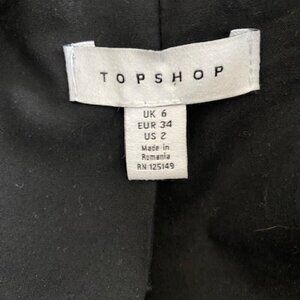 TOPSHOP
UK 6
EUR 34
US 2
Made in
Romania
RN 125149